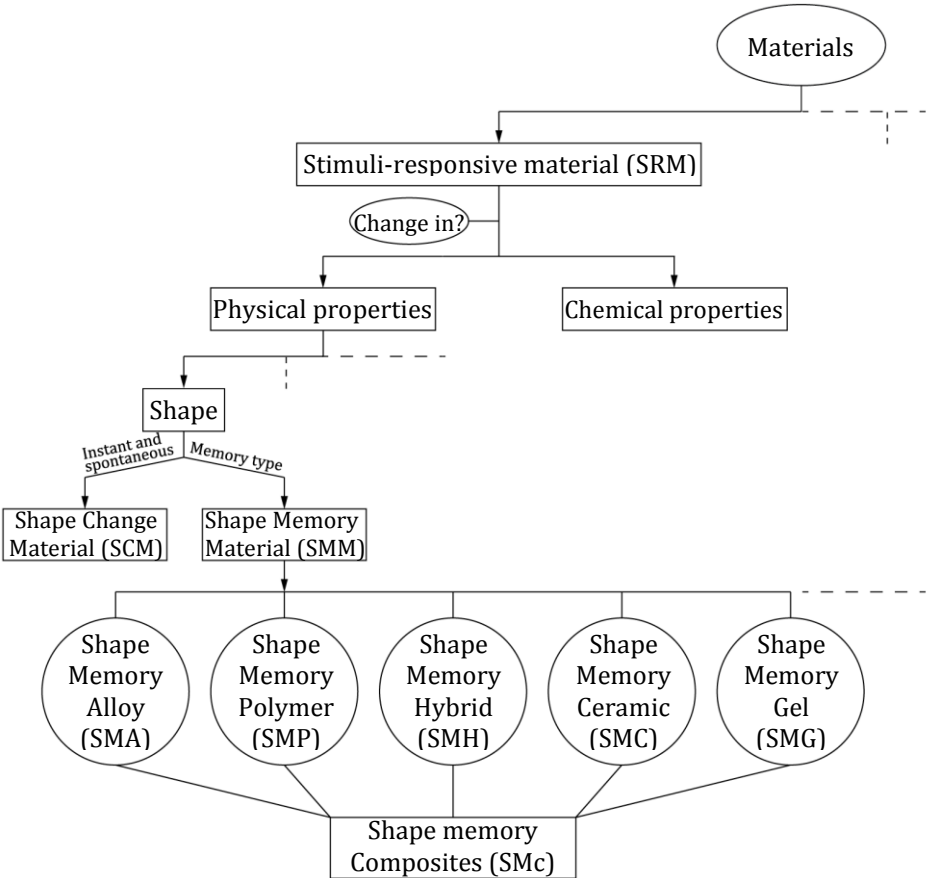 Materials
Stimuli-responsive material (SRM)
Change in?
Physical properties
Chemical properties
Shape
Instant and
spontaneous
Memory type
Shape Change
Material (SCM)
Shape Memory
Material (SMM)
Shape
Memory
Alloy
(SMA)
Shape
Memory
Polymer
(SMP)
Shape
Memory
Hybrid
(SMH)
Shape
Memory
Ceramic
(SMC)
Shape
Memory
Gel
(SMG)
Shape memory
Composites (SMc)